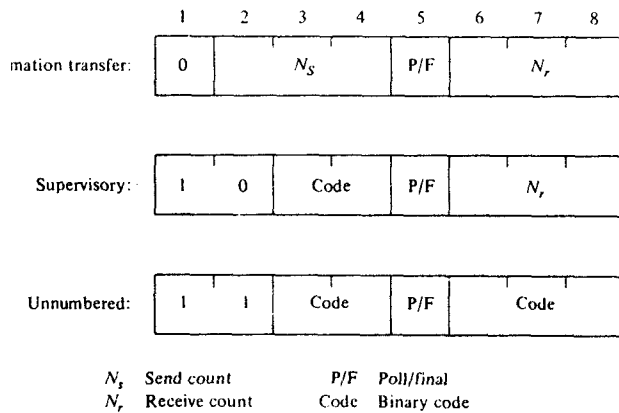 1 2 3 4 5 6 7 8
mation transfer: 0 N_S P/F N_r
Supervisory: 1 0 Code P/F N_r
Unnumbered: 1 1 Code P/F Code
N_s Send count P/F Poll/final
N_r Receive count Code Binary code